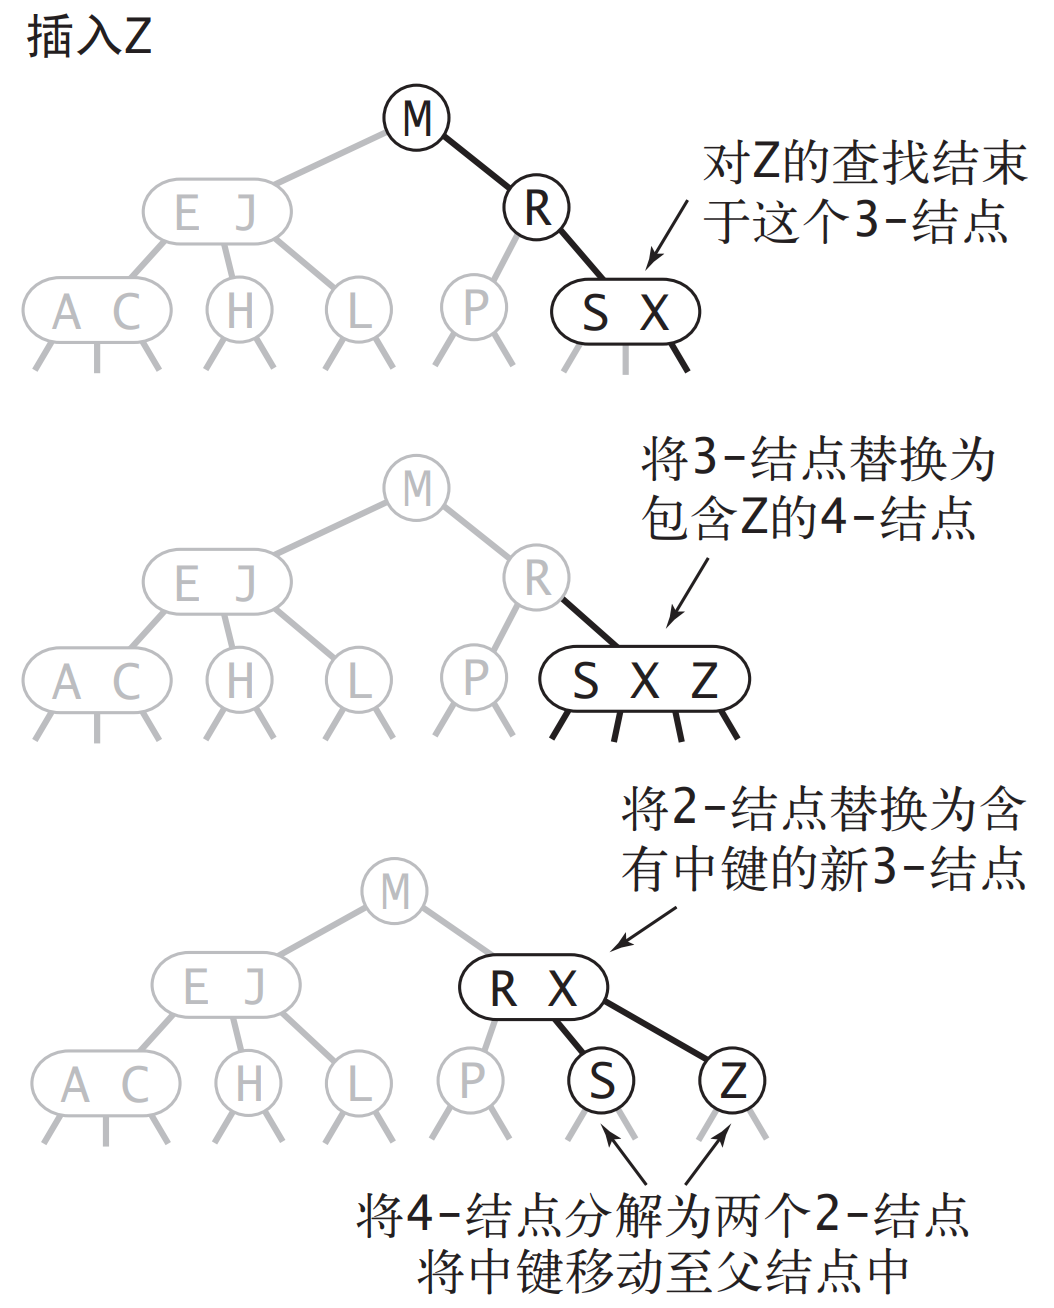 插入Z
M
对Z的查找结束
于这个3-结点
E J
R
A C
H
L
P
S X
将3-结点替换为
包含Z的4-结点
M
E J
R
A C
H
L
P
S X Z
将2-结点替换为含
有中键的新3-结点
M
E J
R X
A C
H
L
P
S
Z
将4-结点分解为两个2-结点
将中键移动至父结点中